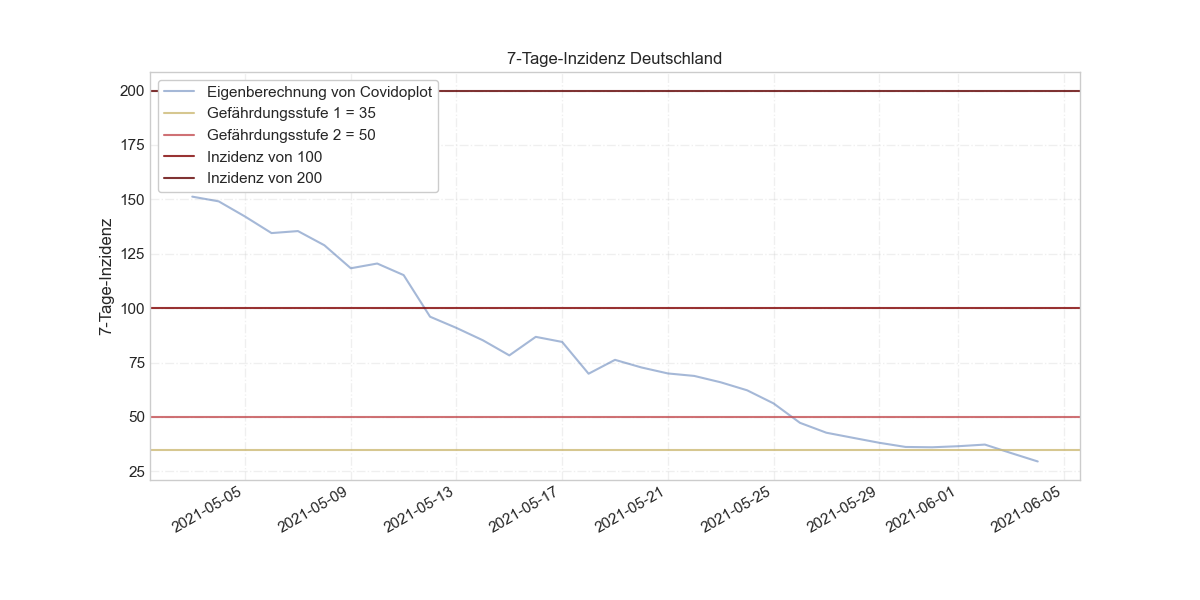 7-Tage-Inzidenz Deutschland
200
175
150
125
100
75
50
25
7-Tage-Inzidenz
Eigenberechnung von Covidoplot
Gefährdungsstufe 1 = 35
Gefährdungsstufe 2 = 50
Inzidenz von 100
Inzidenz von 200
2021-05-05
2021-05-09
2021-05-13
2021-05-17
2021-05-21
2021-05-25
2021-05-29
2021-06-01
2021-06-05